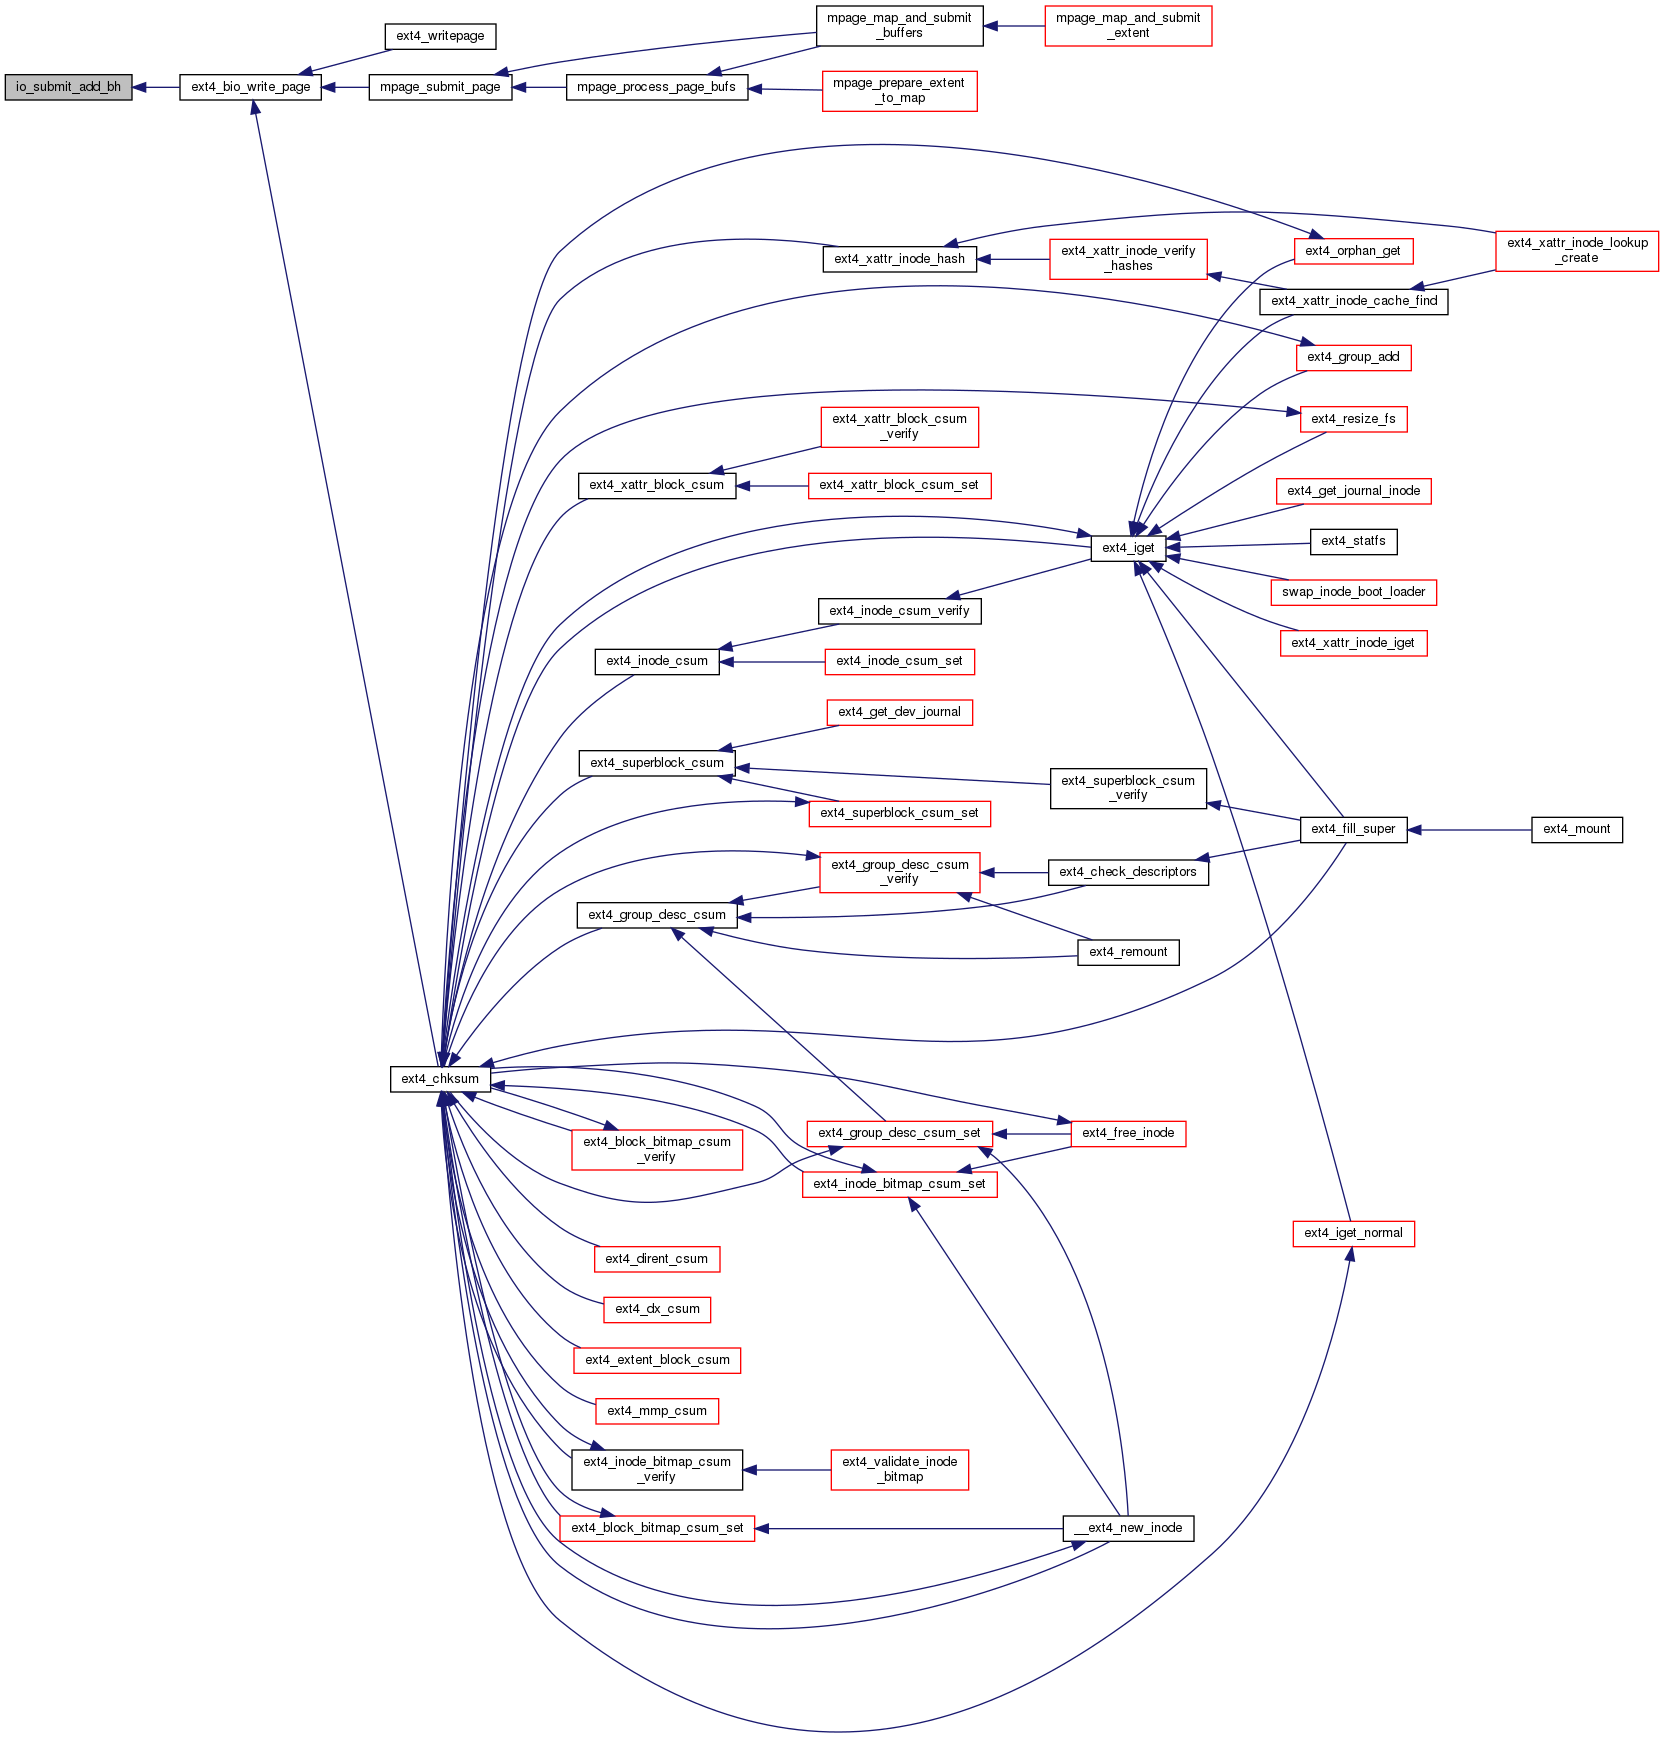 mpage_map_and_submit
_buffers
mpage_map_and_submit
_extent
ext4_writepage
io_submit_add_bh
ext4_bio_write_page
mpage_submit_page
mpage_process_page_bufs
mpage_prepare_extent
_to_map
ext4_xattr_inode_hash
ext4_xattr_inode_verify
_hashes
ext4_orphan_get
ext4_xattr_inode_lookup
_create
ext4_xattr_inode_cache_find
ext4_group_add
ext4_resize_fs
ext4_xattr_block_csum
_verify
ext4_xattr_block_csum
ext4_xattr_block_csum_set
ext4_get_journal_inode
ext4_iget
ext4_statfs
swap_inode_boot_loader
ext4_inode_csum_verify
ext4_xattr_inode_iget
ext4_inode_csum
ext4_inode_csum_set
ext4_get_dev_journal
ext4_superblock_csum
ext4_superblock_csum
_verify
ext4_superblock_csum_set
ext4_fill_super
ext4_mount
ext4_group_desc_csum
_verify
ext4_check_descriptors
ext4_group_desc_csum
ext4_remount
ext4_chksum
ext4_block_bitmap_csum
_verify
ext4_group_desc_csum_set
ext4_free_inode
ext4_inode_bitmap_csum_set
ext4_iget_normal
ext4_dirent_csum
ext4_dx_csum
ext4_extent_block_csum
ext4_mmp_csum
ext4_inode_bitmap_csum
_verify
ext4_validate_inode
_bitmap
ext4_block_bitmap_csum_set
__ext4_new_inode